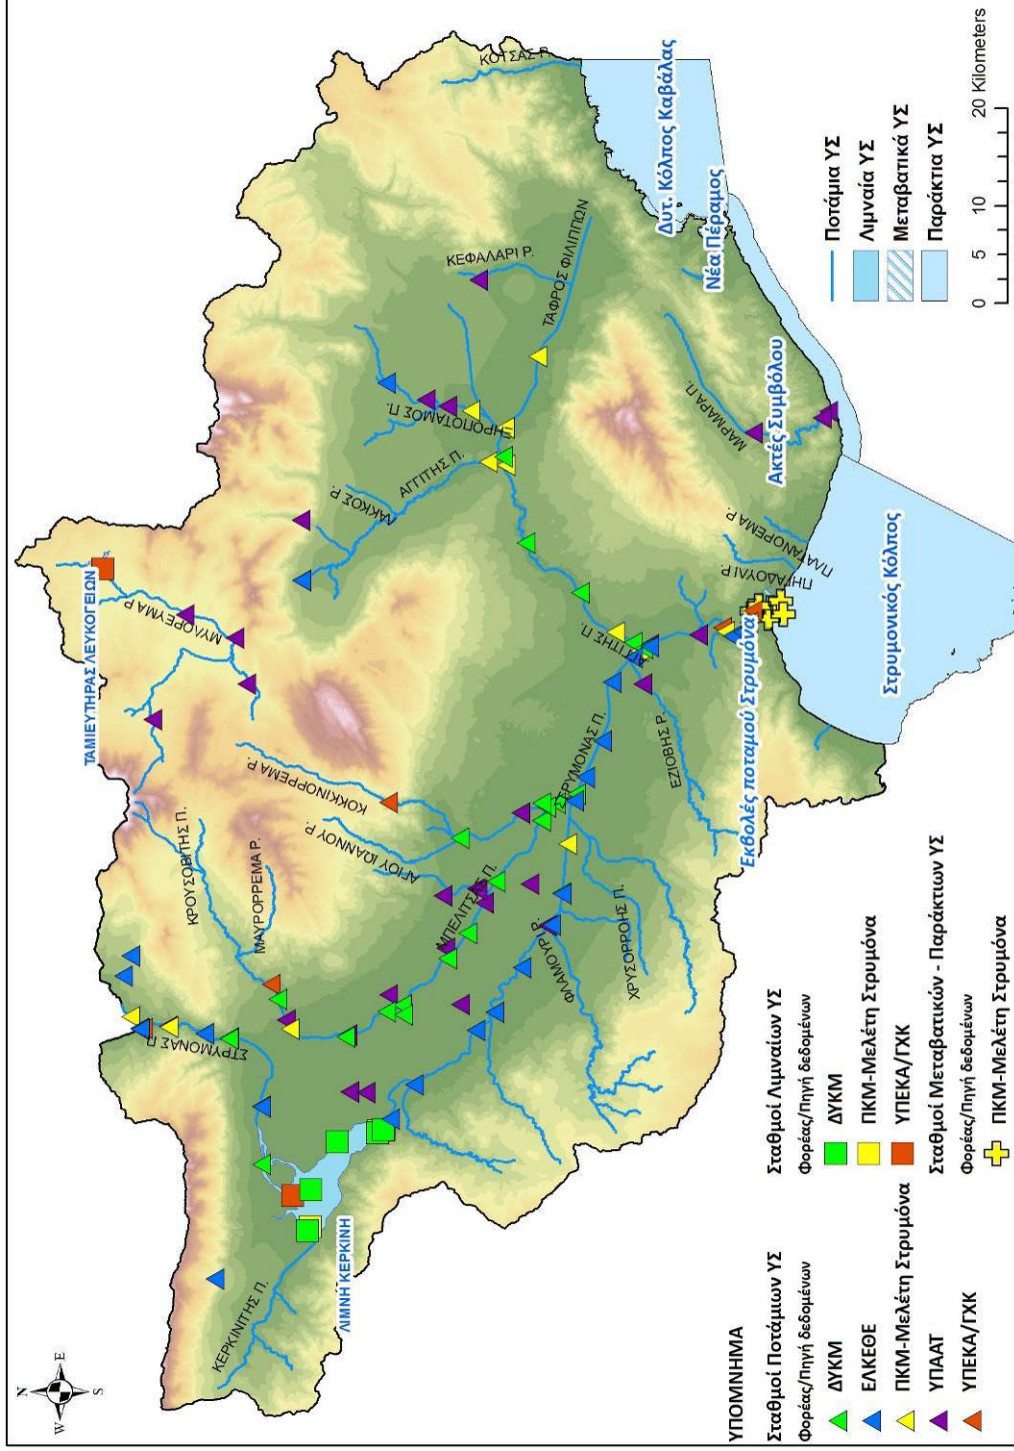 N
W E
S
ΚΟΤΣΑΣ Π.
ΤΑΜΙΕΥΤΗΡΑΣ ΛΕΥΚΟΓΕΙΩΝ
ΜΥΛΟΡΕΥΜΑ Ρ
ΚΡΟΥΣΟΒΙΤΗΣ Π.
ΜΑΥΡΟΡΡΕΜΑ Ρ.
ΚΟΚΚΙΝΟΡΡΕΜΑ Ρ.
ΑΓΙΟΥ ΙΩΑΝΝΟΥ Ρ.
ΣΤΡΥΜΟΝΑΣ Π
ΚΕΡΚΙΝΙΤΗΣ Π.
ΛΙΜΝΗ ΚΕΡΚΙΝΗ
ΜΠΕΛΙΤΣΑΣ Π.
ΦΛΑΜΟΥΡΙ Ρ.
ΧΡΥΣΟΡΡΟΗΣ Π.
ΣΤΡΥΜΟΝΑΣ Π.
ΕΖΙΟΒΗΣ Ρ.
ΑΓΓΙΤΗΣ Π.
ΛΑΚΚΟΣ Ρ.
ΑΓΓΙΤΗΣ Π.
ΞΗΡΟΠΟΤΑΜΟΣ Π.
ΚΕΦΑΛΑΡΙ Ρ.
ΤΑΦΡΟΣ ΦΙΛΙΠΠΩΝ
ΜΑΡΜΑΡΑ Π.
ΠΛΑΤΑΝΟΡΕΜΑ Ρ.
ΠΗΓΑΔΟΥΛΙ Ρ.
Δυτ. Κόλπος Καβάλας
Νέα Πέραμος
Ακτές Συμβόλου
Στρυμονικός Κόλπος
Εκβολές ποταμού Στρυμόνα
ΥΠΟΜΝΗΜΑ
Σταθμοί Ποτάμιων ΥΣ
Φορέας/Πηγή δεδομένων
ΔΥΚΜ
ΕΛΚΕΘΕ
ΠΚΜ-Μελέτη Στρυμόνα
ΥΠΑΑΤ
ΥΠΕΚΑ/ΓΧΚ
Σταθμοί Λιμναίων ΥΣ
Φορέας/Πηγή δεδομένων
ΔΥΚΜ
ΠΚΜ-Μελέτη Στρυμόνα
ΥΠΕΚΑ/ΓΧΚ
Σταθμοί Μεταβατικών - Παράκτιων ΥΣ
Φορέας/Πηγή δεδομένων
ΠΚΜ-Μελέτη Στρυμόνα
Ποτάμια ΥΣ
Λιμναία ΥΣ
Μεταβατικά ΥΣ
Παράκτια ΥΣ
0 5 10 20 Kilometers